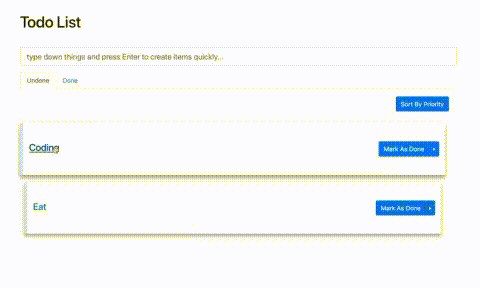 Todo List
type down things and press Enter to create items quickly...
Undone Done
Sort By Priority
Coding Mark As Done
Eat Mark As Done